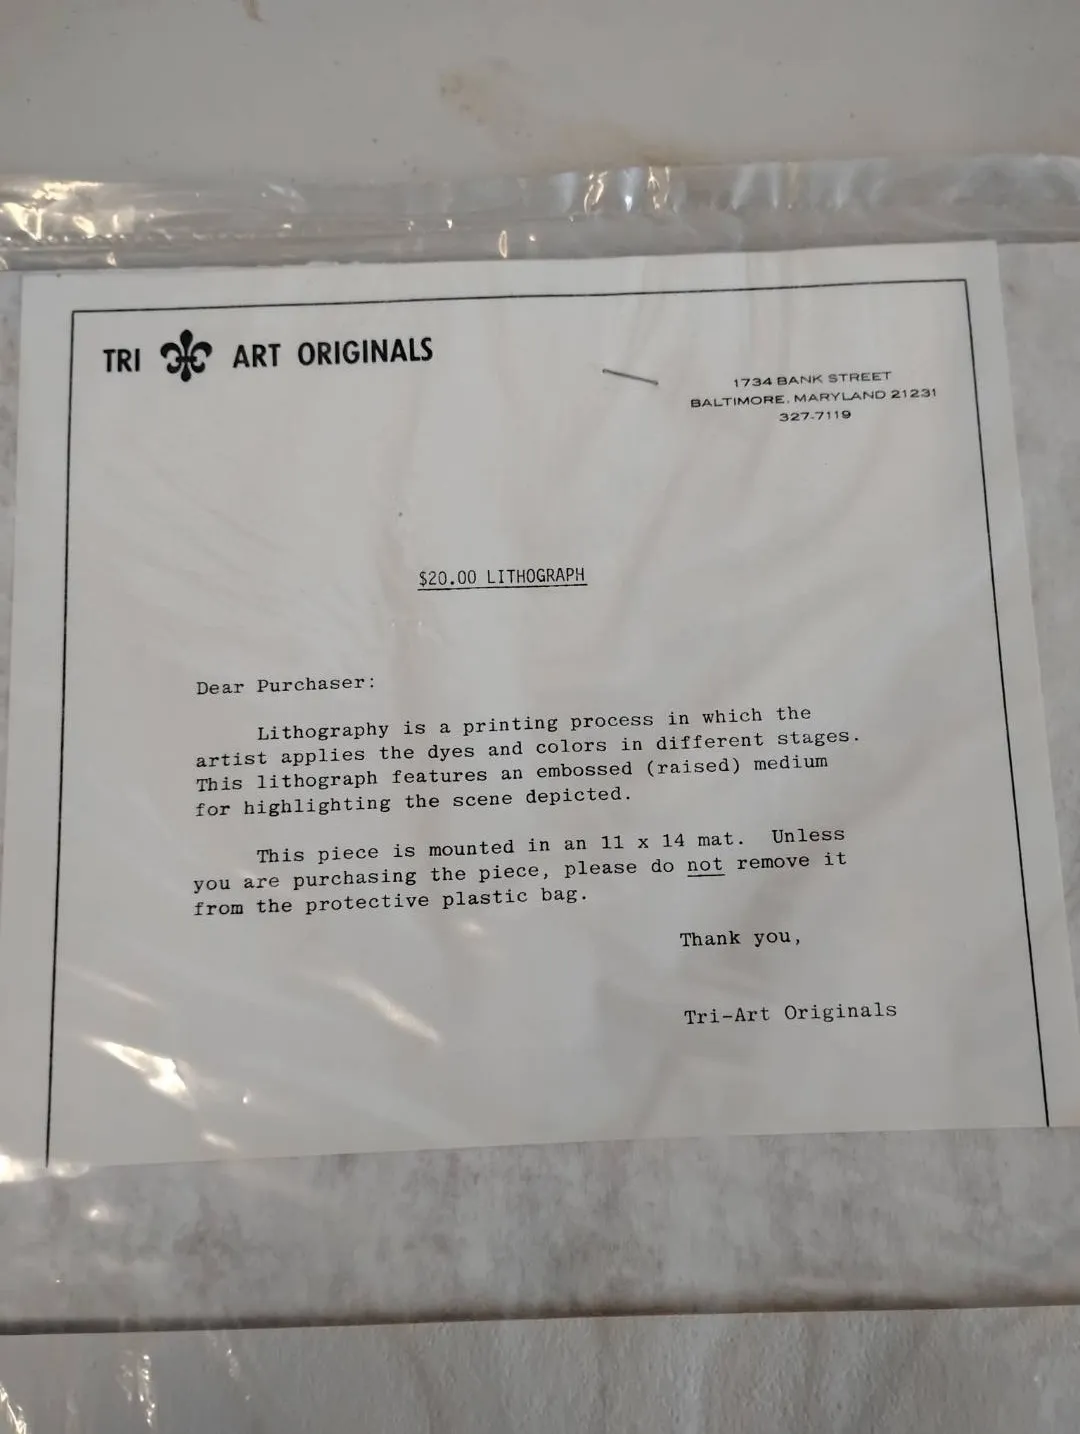 TRI ART ORIGINALS
1734 BANK STREET
BALTIMORE, MARYLAND 21231
327-7119
$20.00 LITHOGRAPH
Dear Purchaser:
Lithography is a printing process in which the
artist applies the dyes and colors in different stages.
This lithograph features an embossed (raised) medium
for highlighting the scene depicted.
This piece is mounted in an 11 x 14 mat. Unless
you are purchasing the piece, please do not remove it
from the protective plastic bag.
Thank you,
Tri-Art Originals